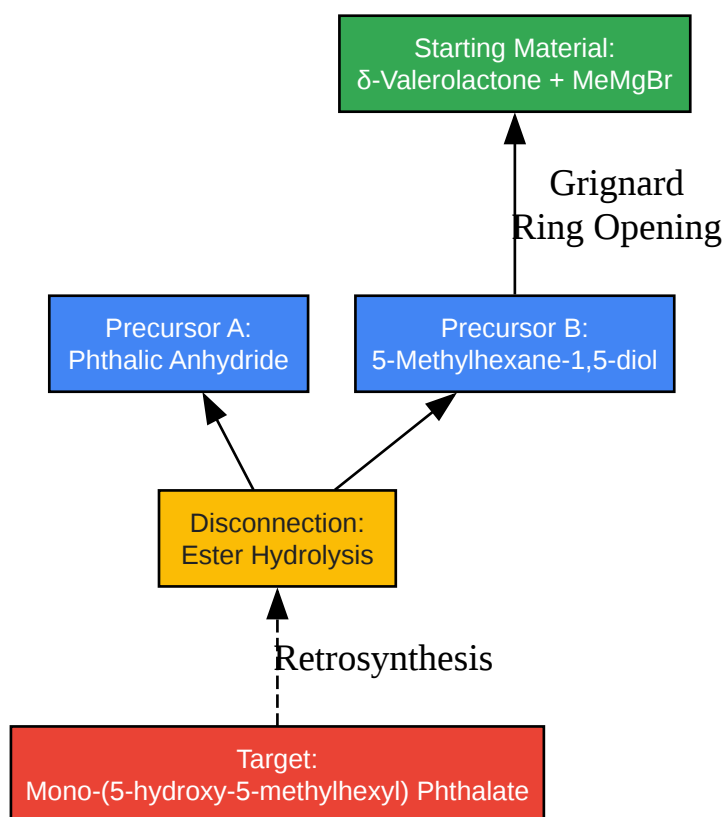 Starting Material:
δ-Valerolactone + MeMgBr
Grignard
Ring Opening
Precursor A:
Phthalic Anhydride
Precursor B:
5-Methylhexane-1,5-diol
Disconnection:
Ester Hydrolysis
Retrosynthesis
Target:
Mono-(5-hydroxy-5-methylhexyl) Phthalate